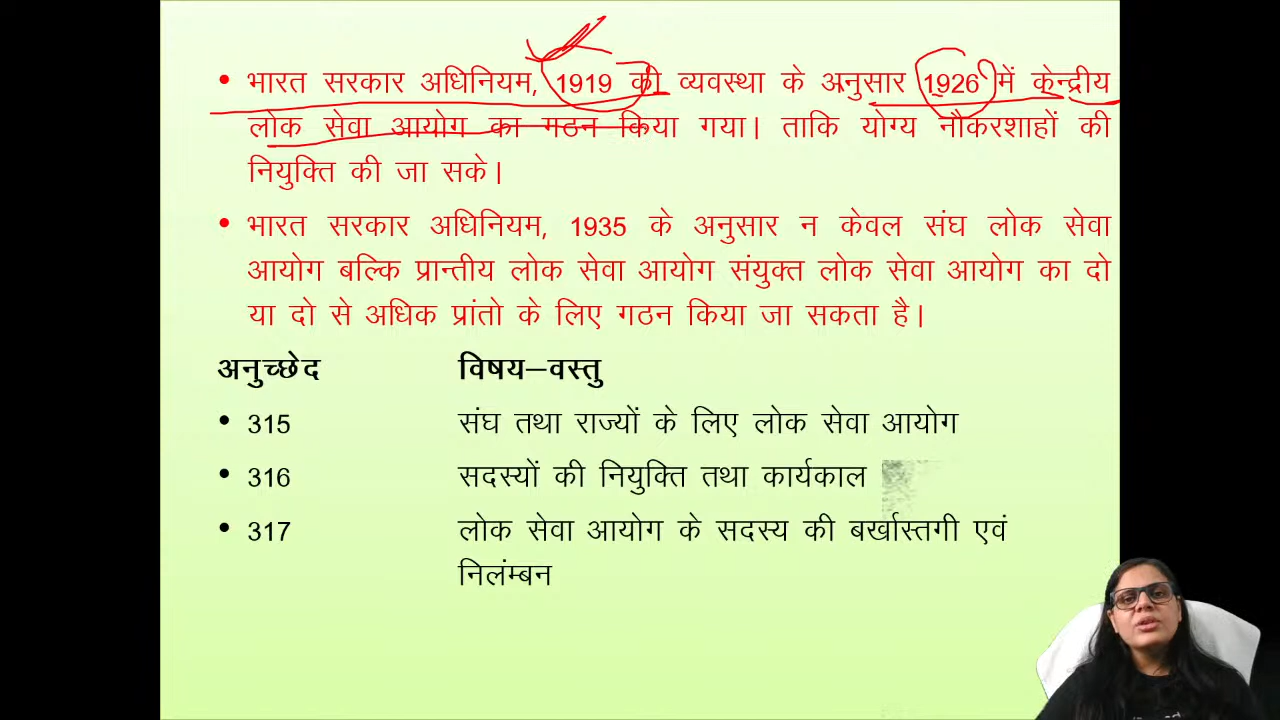 • भारत सरकार अधिनियम, 1919 की व्यवस्था के अनुसार 1926 में केन्द्रीय
लोक सेवा आयोग का गठन किया गया। ताकि योग्य नौकरशाहों की
नियुक्ति की जा सके।
• भारत सरकार अधिनियम, 1935 के अनुसार न केवल संघ लोक सेवा
आयोग बल्कि प्रान्तीय लोक सेवा आयोग संयुक्त लोक सेवा आयोग का दो
या दो से अधिक प्रांतो के लिए गठन किया जा सकता है।
अनुच्छेद विषय–वस्तु
• 315 संघ तथा राज्यों के लिए लोक सेवा आयोग
• 316 सदस्यों की नियुक्ति तथा कार्यकाल
• 317 लोक सेवा आयोग के सदस्य की बर्खास्तगी एवं
निलंम्बन